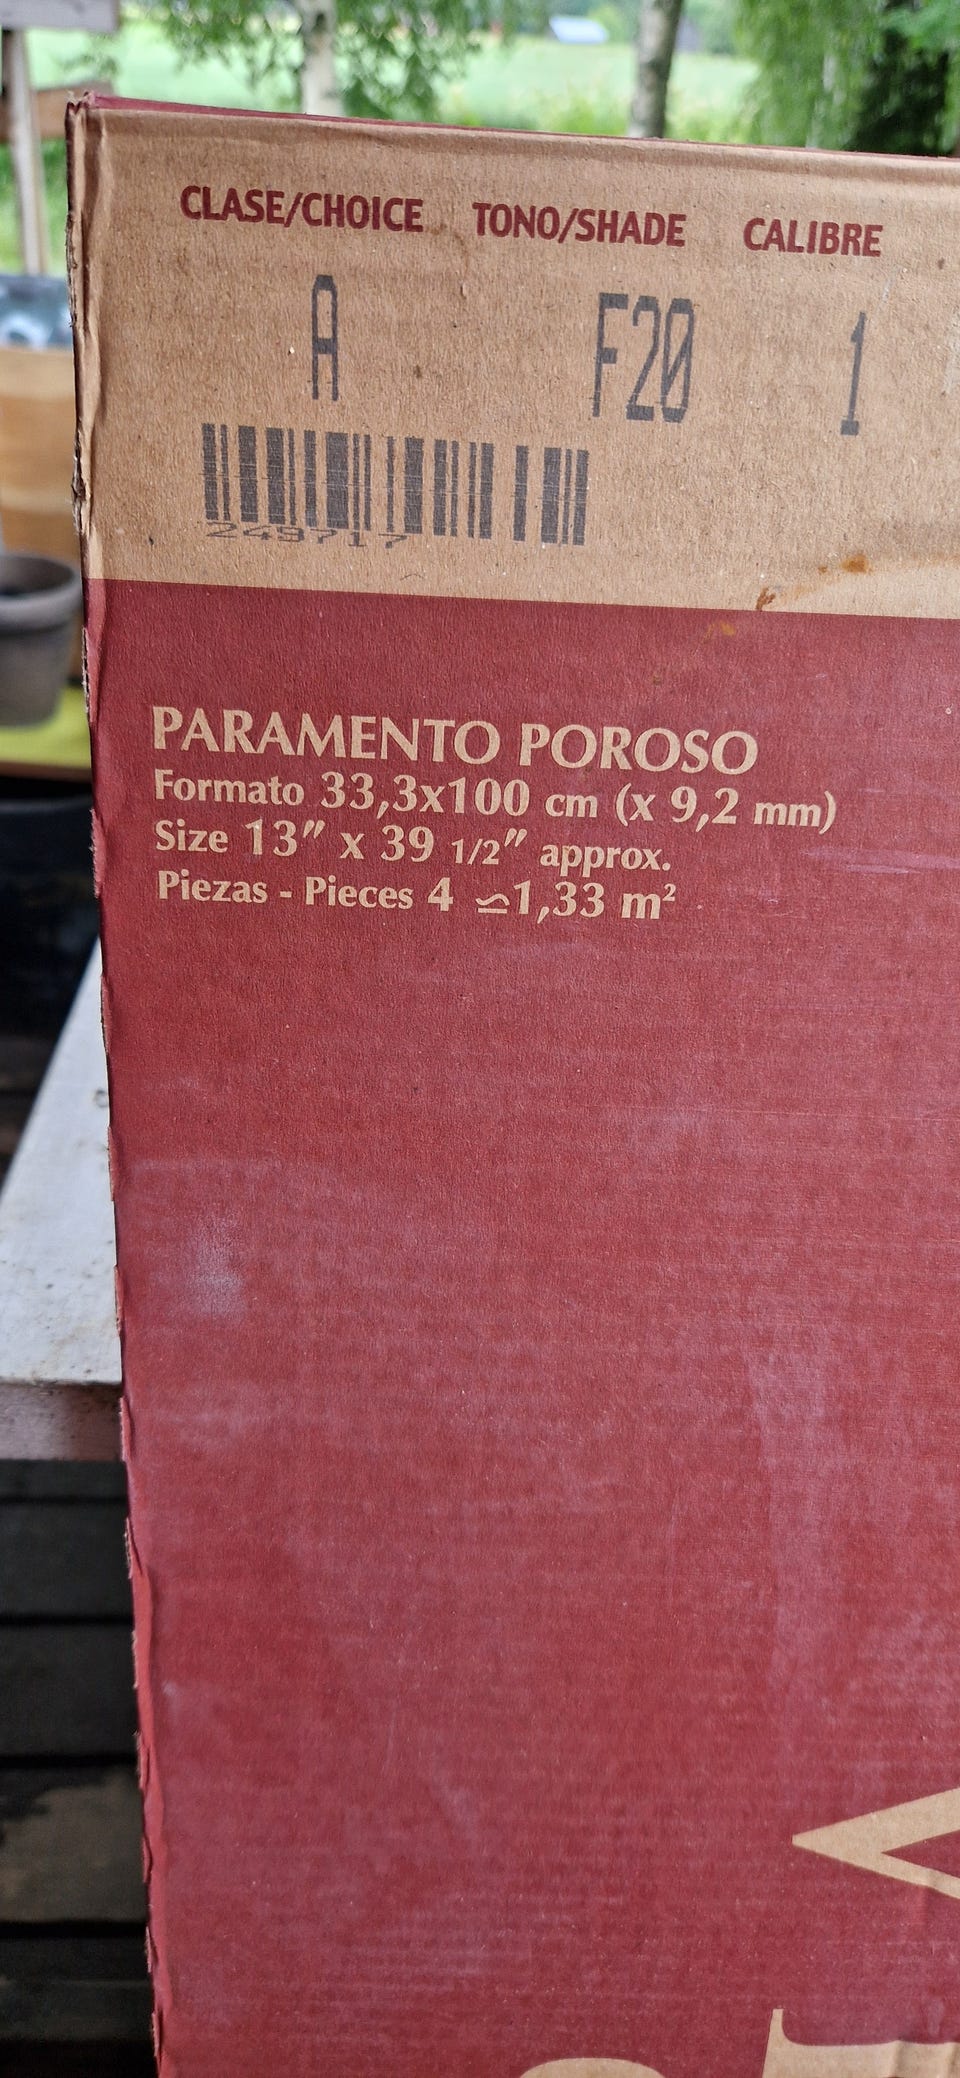 CLASE/CHOICE TONO/SHADE CALIBRE
A F20 1
249717
PARAMENTO POROSO
Formato 33,3x100 cm (x 9,2 mm)
Size 13" x 39 1/2" approx.
Piezas - Pieces 4 ≃1,33 m²